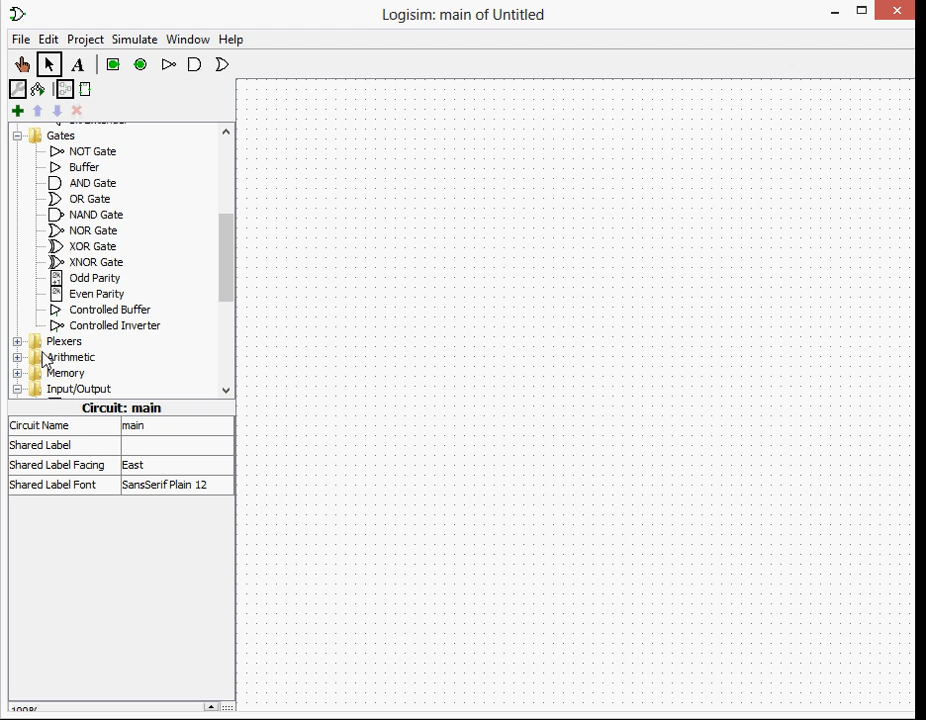 Logisim: main of Untitled
File Edit Project Simulate Window Help
A
Gates
NOT Gate
Buffer
AND Gate
OR Gate
NAND Gate
NOR Gate
XOR Gate
XNOR Gate
Odd Parity
Even Parity
Controlled Buffer
Controlled Inverter
Plexers
Arithmetic
Memory
Input/Output
Circuit: main
Circuit Name main
Shared Label
Shared Label Facing East
Shared Label Font SansSerif Plain 12
100%